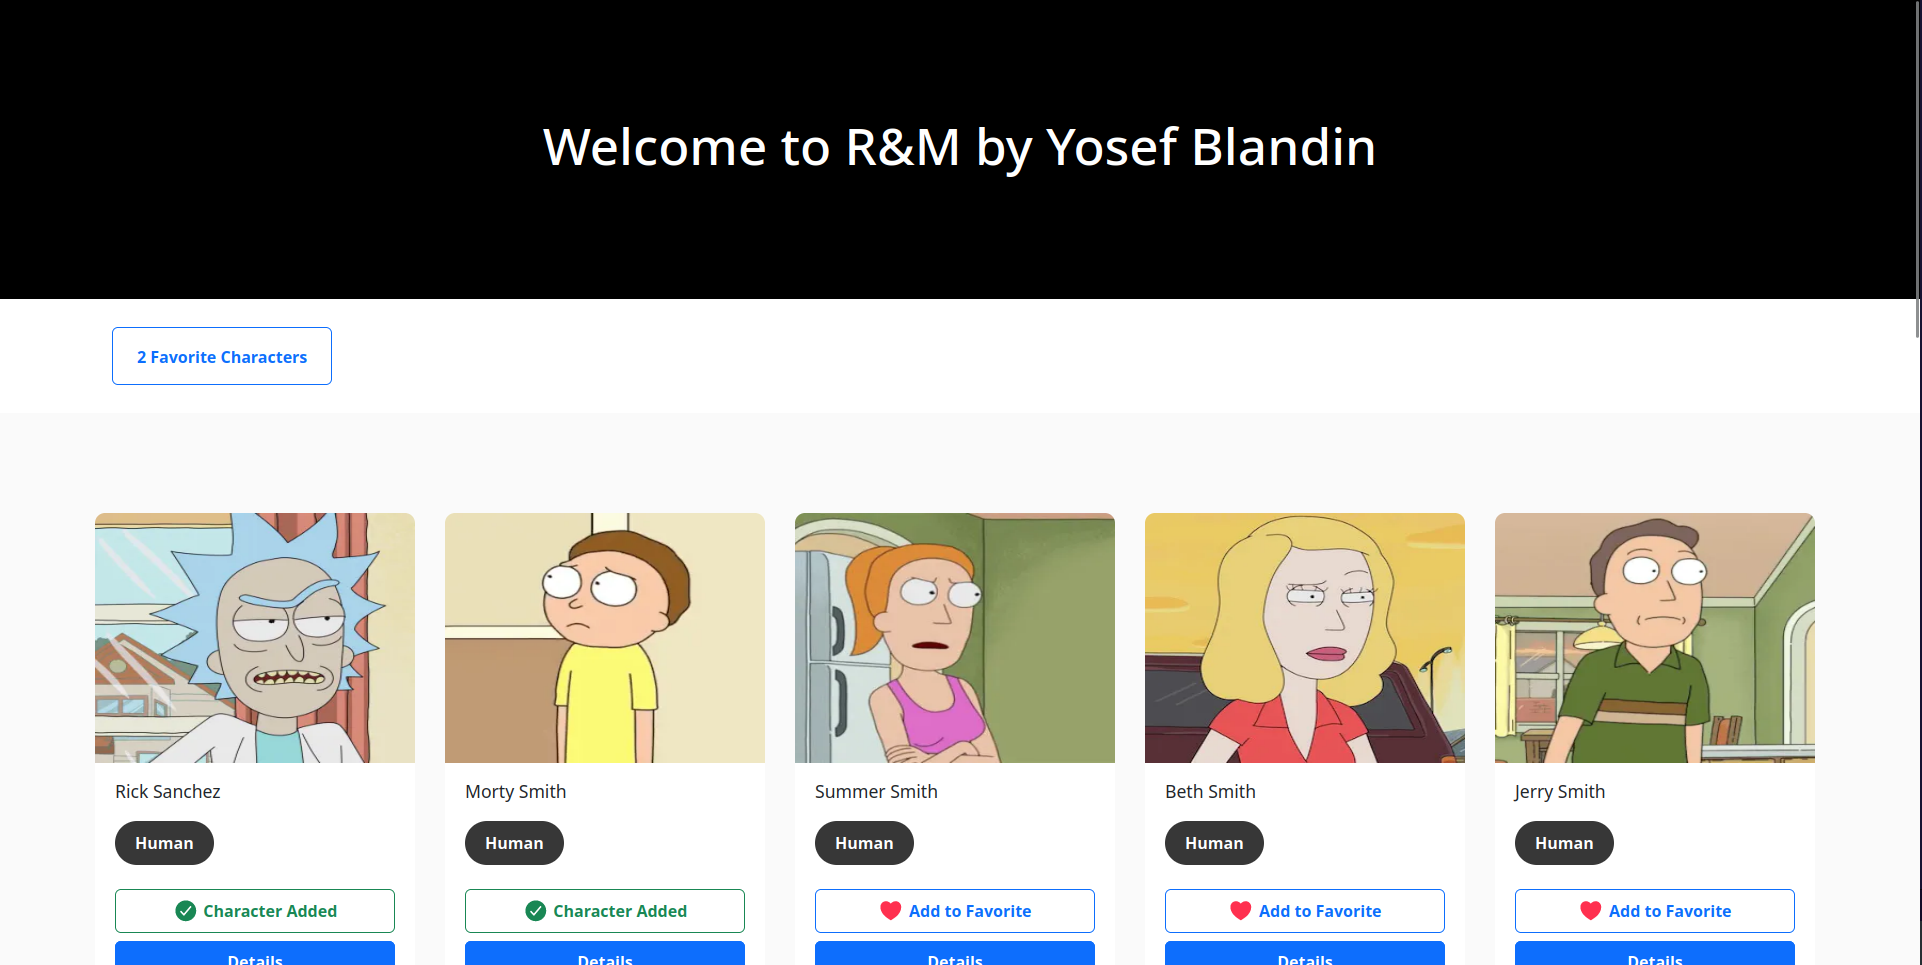 Welcome to R&M by Yosef Blandin
2 Favorite Characters
Rick Sanchez
Human
Character Added
Details
Morty Smith
Human
Character Added
Details
Summer Smith
Human
Add to Favorite
Details
Beth Smith
Human
Add to Favorite
Details
Jerry Smith
Human
Add to Favorite
Details